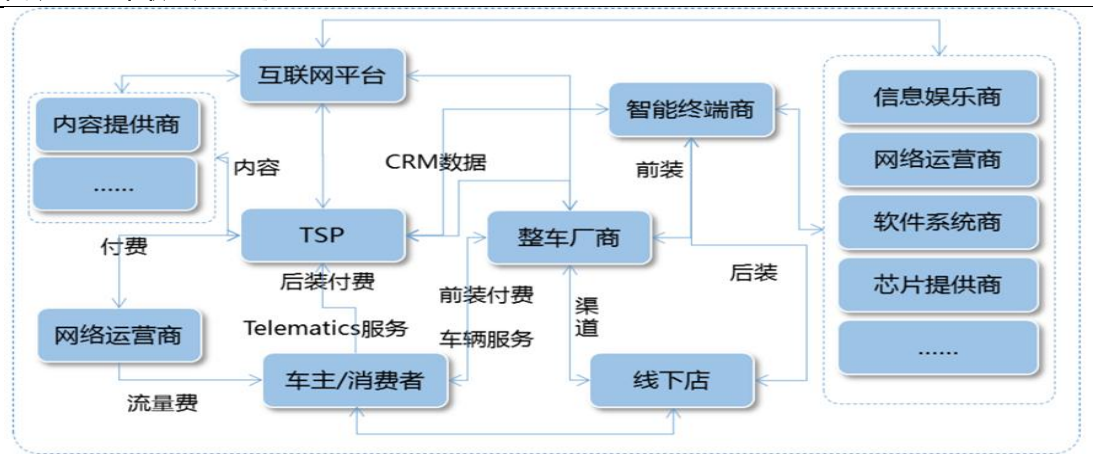 互联网平台
内容提供商
......
内容
CRM数据
智能终端商
前装
信息娱乐商
网络运营商
软件系统商
芯片提供商
......
TSP
整车厂商
付费
后装付费
前装付费
渠道
后装
网络运营商
Telematics服务
车辆服务
车主/消费者
线下店
流量费